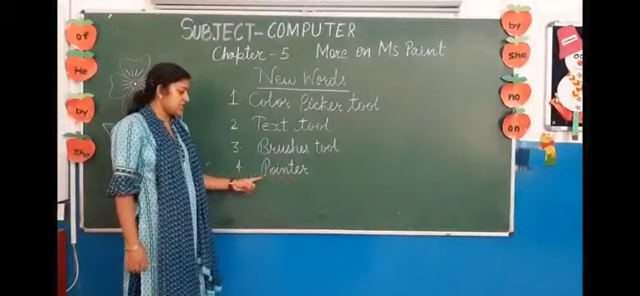 SUBJECT-COMPUTER
Chapter-5 More on Ms Paint
New Words
1. Color Picker tool
2 Text tool
3. Brushes tool
4. Pointer
of
He
by
She
by
She
no
on